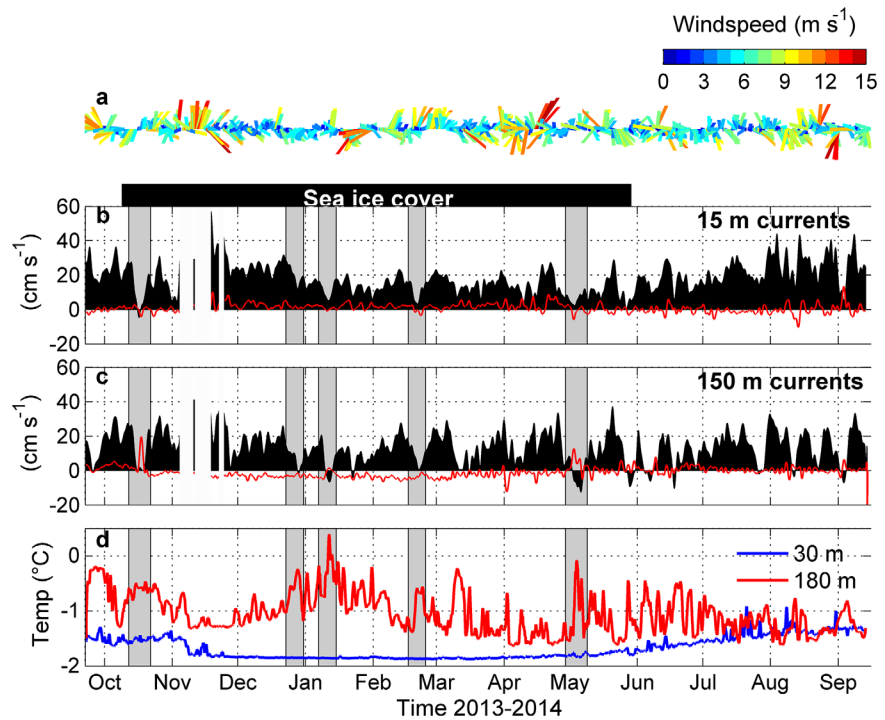 Windspeed (m s⁻¹)
0 3 6 9 12 15
a
Sea ice cover
b
15 m currents
60
40
20
0
-20
(cm s⁻¹)
c
150 m currents
60
40
20
0
-20
(cm s⁻¹)
d
30 m
180 m
0
-1
-2
Temp (°C)
Oct Nov Dec Jan Feb Mar Apr May Jun Jul Aug Sep
Time 2013-2014